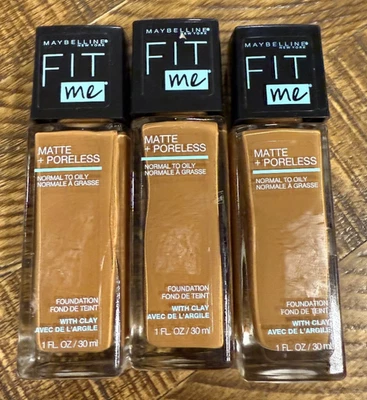 MAYBELLINE
NEW YORK
FIT
me
MATTE
+ PORELESS
NORMAL TO OILY
NORMALE À GRASSE
FOUNDATION
FOND DE TEINT
WITH CLAY
AVEC DE L'ARGILE
1 FL. OZ / 30 ml
MAYBELLINE
NEW YORK
FIT
me
MATTE
+ PORELESS
NORMAL TO OILY
NORMALE À GRASSE
FOUNDATION
FOND DE TEINT
WITH CLAY
AVEC DE L'ARGILE
1 FL. OZ / 30 ml
MAYBELLINE
NEW YORK
FIT
me
MATTE
+ PORELESS
NORMAL TO OILY
NORMALE À GRASSE
FOUNDATION
FOND DE TEINT
WITH CLAY
AVEC DE L'ARGILE
1 FL. OZ / 30 ml